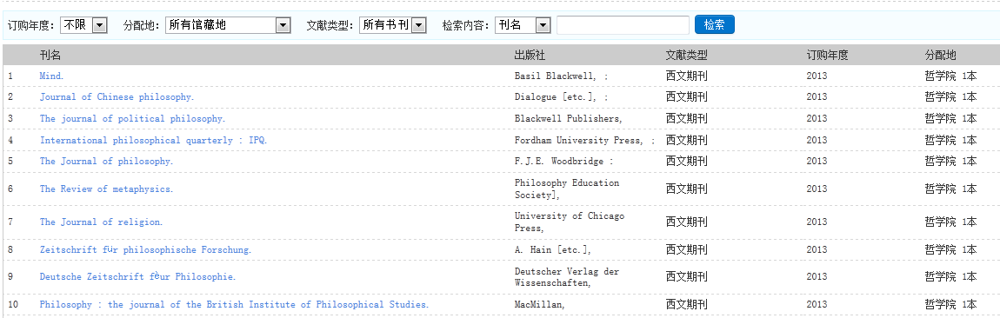 订购年度: 不限 分配地: 所有馆藏地 文献类型: 所有书刊 检索内容: 刊名 检索
刊名 出版社 文献类型 订购年度 分配地
1 Mind. Basil Blackwell, ; 西文期刊 2013 哲学院 1本
2 Journal of Chinese philosophy. Dialogue [etc.], ; 西文期刊 2013 哲学院 1本
3 The journal of political philosophy. Blackwell Publishers, 西文期刊 2013 哲学院 1本
4 International philosophical quarterly : IPQ. Fordham University Press, ; 西文期刊 2013 哲学院 1本
5 The Journal of philosophy. F.J.E. Woodbridge : 西文期刊 2013 哲学院 1本
6 The Review of metaphysics. Philosophy Education 西文期刊 2013 哲学院 1本
Society],
7 The Journal of religion. University of Chicago 西文期刊 2013 哲学院 1本
Press,
8 Zeitschrift für philosophische Forschung. A. Hain [etc.], 西文期刊 2013 哲学院 1本
9 Deutsche Zeitschrift fèur Philosophie. Deutscher Verlag der 西文期刊 2013 哲学院 1本
Wissenschaften,
10 Philosophy : the journal of the British Institute of Philosophical Studies. MacMillan, 西文期刊 2013 哲学院 1本